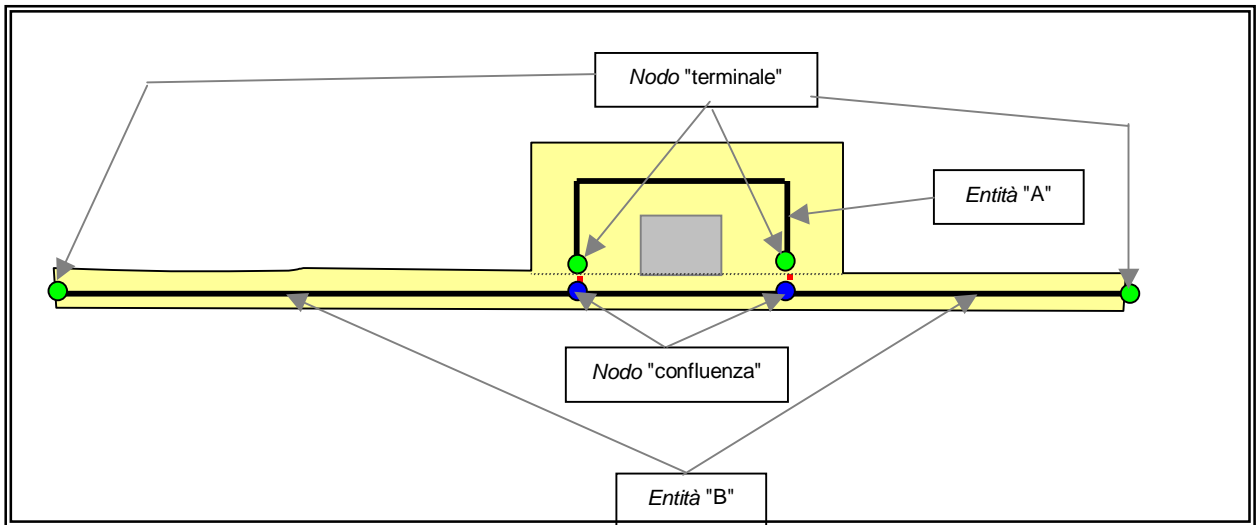 Nodo "terminale"
Entità "A"
Nodo "confluenza"
Entità "B"